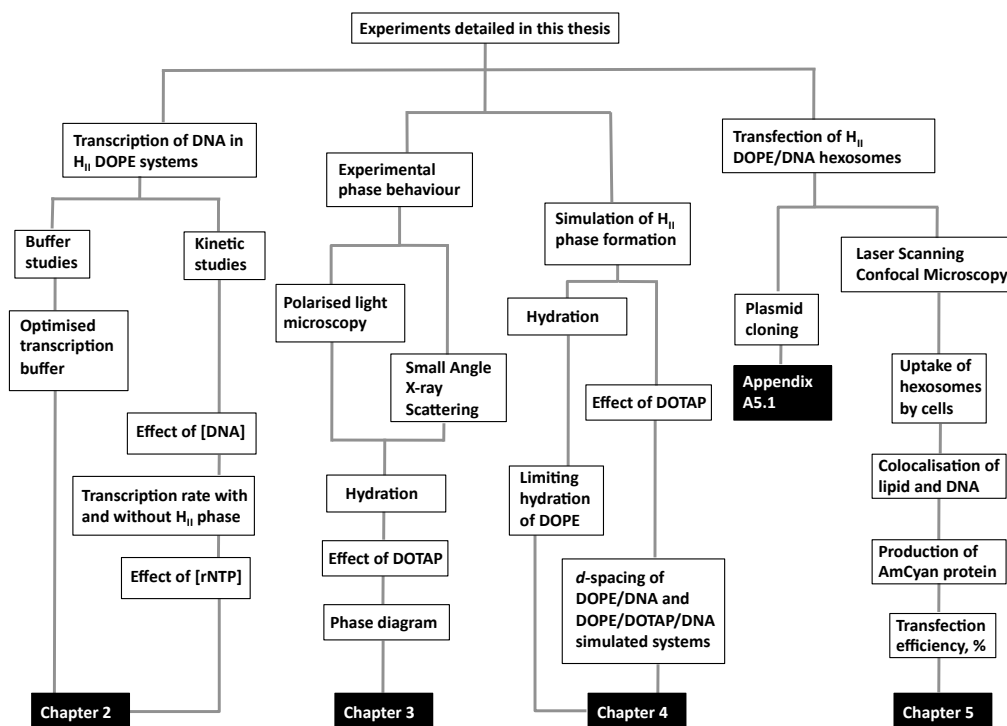 Experiments detailed in this thesis
Transcription of DNA in
HII DOPE systems
Buffer
studies
Optimised
transcription
buffer
Kinetic
studies
Effect of [DNA]
Transcription rate with
and without HII phase
Effect of [rNTP]
Chapter 2
Experimental
phase behaviour
Polarised light
microscopy
Small Angle
X-ray
Scattering
Hydration
Effect of DOTAP
Phase diagram
Chapter 3
Simulation of HII
phase formation
Hydration
Limiting
hydration
of DOPE
Effect of DOTAP
d-spacing of
DOPE/DNA and
DOPE/DOTAP/DNA
simulated systems
Chapter 4
Transfection of HII
DOPE/DNA hexosomes
Plasmid
cloning
Appendix
A5.1
Laser Scanning
Confocal Microscopy
Uptake of
hexosomes
by cells
Colocalisation of
lipid and DNA
Production of
AmCyan protein
Transfection
efficiency, %
Chapter 5